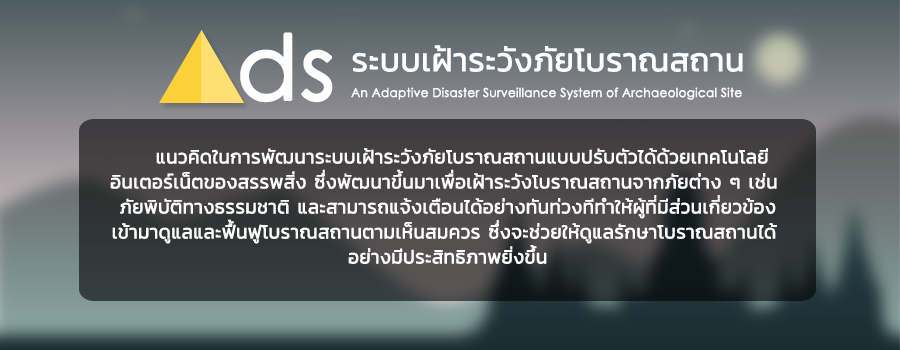 ds ระบบเฝ้าระวังภัยโบราณสถาน
An Adaptive Disaster Surveillance System of Archaeological Site
แนวคิดในการพัฒนาระบบเฝ้าระวังภัยโบราณสถานแบบปรับตัวได้ด้วยเทคโนโลยี
อินเตอร์เน็ตของสรรพสิ่ง ซึ่งพัฒนาขึ้นมาเพื่อเฝ้าระวังโบราณสถานจากภัยต่าง ๆ เช่น
ภัยพิบัติทางธรรมชาติ และสามารถแจ้งเตือนได้อย่างทันท่วงทีทำให้ผู้ที่มีส่วนเกี่ยวข้อง
เข้ามาดูแลและฟื้นฟูโบราณสถานตามเห็นสมควร ซึ่งจะช่วยให้ดูแลรักษาโบราณสถานได้
อย่างมีประสิทธิภาพยิ่งขึ้น